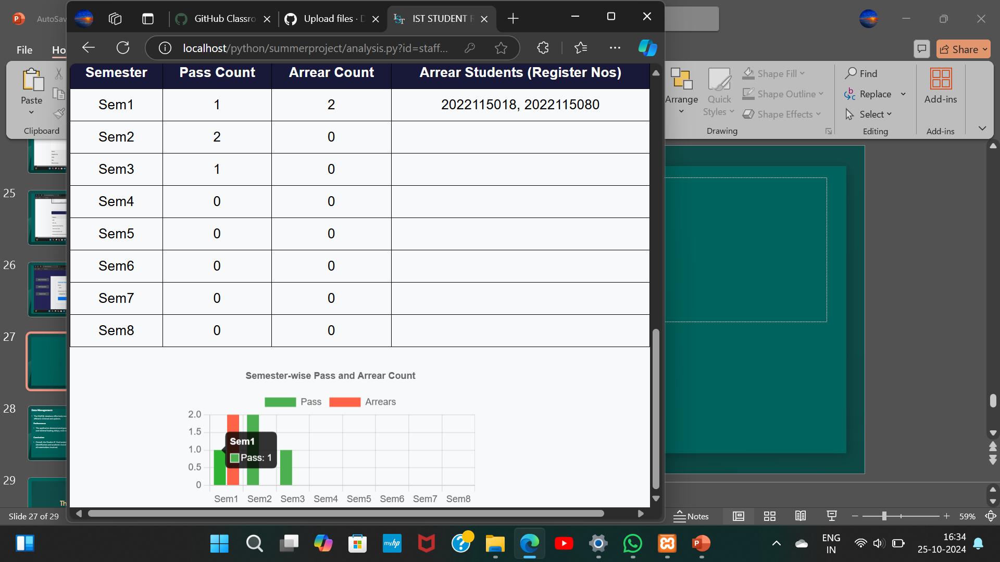 AutoSav
GitHub Classro
Upload files · D
IST STUDENT R
localhost/python/summerproject/analysis.py?id=staff...
File
Ho
Share
Paste
Clipboard
Arrange
Quick
Styles
Shape Fill
Shape Outline
Shape Effects
Drawing
Find
Replace
Select
Editing
Add-ins
Add-ins
Semester Pass Count Arrear Count Arrear Students (Register Nos)
Sem1 1 2 2022115018, 2022115080
Sem2 2 0
Sem3 1 0
Sem4 0 0
Sem5 0 0
Sem6 0 0
Sem7 0 0
Sem8 0 0
Semester-wise Pass and Arrear Count
Pass Arrears
2.0
1.5
1.0
0.5
0
Sem1
Pass: 1
Sem1 Sem2 Sem3 Sem4 Sem5 Sem6 Sem7 Sem8
25
26
27
28
Data Management:
Performance:
Conclusion:
29
Th
Slide 27 of 29
Notes
59%
myhp
ENG
IN
16:34
25-10-2024